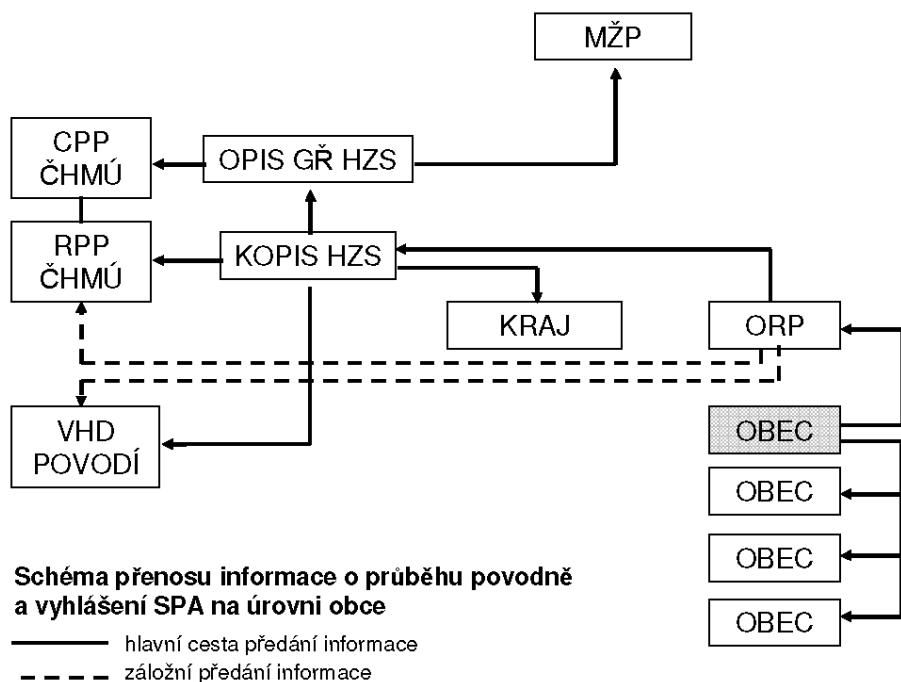 MŽP
CPP
ČHMÚ
OPIS GŘ HZS
RPP
ČHMÚ
KOPIS HZS
KRAJ
ORP
VHD
POVODÍ
OBEC
OBEC
OBEC
OBEC
Schéma přenosu informace o průběhu povodně
a vyhlášení SPA na úrovni obce
hlavní cesta předání informace
záložní předání informace